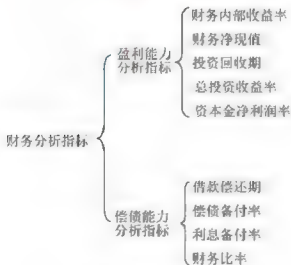 财务内部收益率
盈利能力
分析指标
财务净现值
投资回收期
总投资收益率
资本金净利润率
财务分析指标
借款偿还期
偿债能力
分析指标
偿债备付率
利息备付率
财务比率